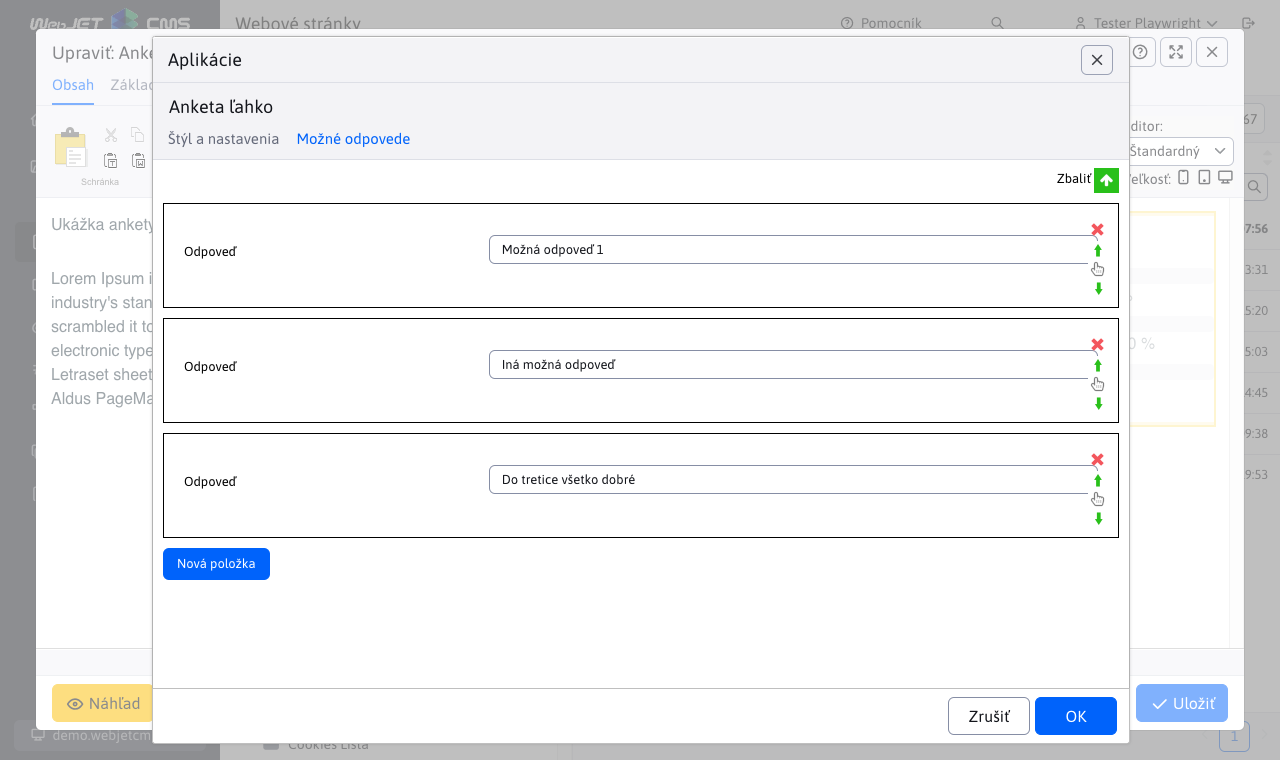 WebJET CMS
Webové stránky
Pomocník
Tester Playwright
Upraviť: Anke
Obsah
Základ
Schránka
ditor:
Štandardný
eľkosť:
67
Ukážka ankety
Lorem Ipsum i
industry's stan
scrambled it to
electronic type
Letraset sheet
Aldus PageMa
7:56
3:31
5:20
0 %
5:03
4:45
9:38
9:53
Aplikácie
Anketa ľahko
Štýl a nastavenia
Možné odpovede
Zbaliť
Odpoveď
Možná odpoveď 1
Odpoveď
Iná možná odpoveď
Odpoveď
Do tretice všetko dobré
Nová položka
Zrušiť
OK
Náhľad
Uložiť
demo.webjetcm
Cookies Lista
1